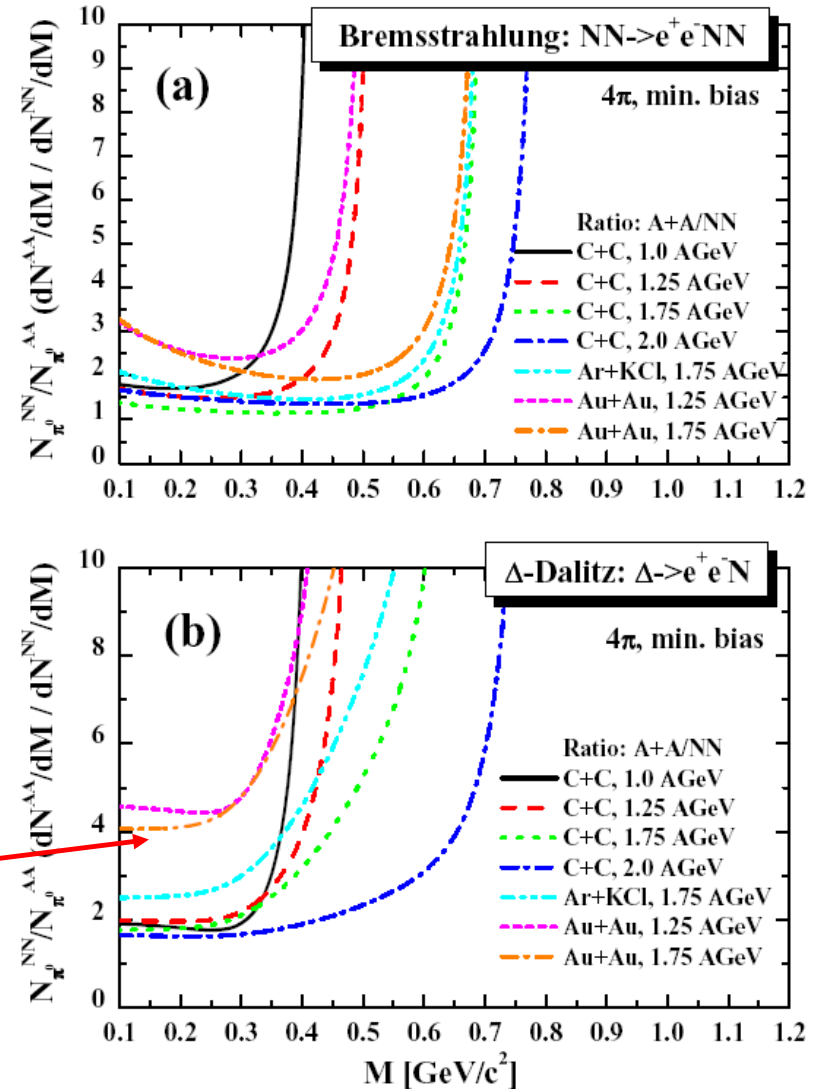 Bremsstrahlung: NN->e⁺e⁻NN
(a)
4π, min. bias
Ratio: A+A/NN
C+C, 1.0 AGeV
C+C, 1.25 AGeV
C+C, 1.75 AGeV
C+C, 2.0 AGeV
Ar+KCl, 1.75 AGeV
Au+Au, 1.25 AGeV
Au+Au, 1.75 AGeV
N_π⁰^NN/N_π⁰^AA (dN^AA/dM / dN^NN/dM)
10
9
8
7
6
5
4
3
2
1
0
0.1 0.2 0.3 0.4 0.5 0.6 0.7 0.8 0.9 1.0 1.1 1.2
Δ-Dalitz: Δ->e⁺e⁻N
(b)
4π, min. bias
Ratio: A+A/NN
C+C, 1.0 AGeV
C+C, 1.25 AGeV
C+C, 1.75 AGeV
C+C, 2.0 AGeV
Ar+KCl, 1.75 AGeV
Au+Au, 1.25 AGeV
Au+Au, 1.75 AGeV
N_π⁰^NN/N_π⁰^AA (dN^AA/dM / dN^NN/dM)
10
8
6
4
2
0
0.1 0.2 0.3 0.4 0.5 0.6 0.7 0.8 0.9 1.0 1.1 1.2
M [GeV/c²]